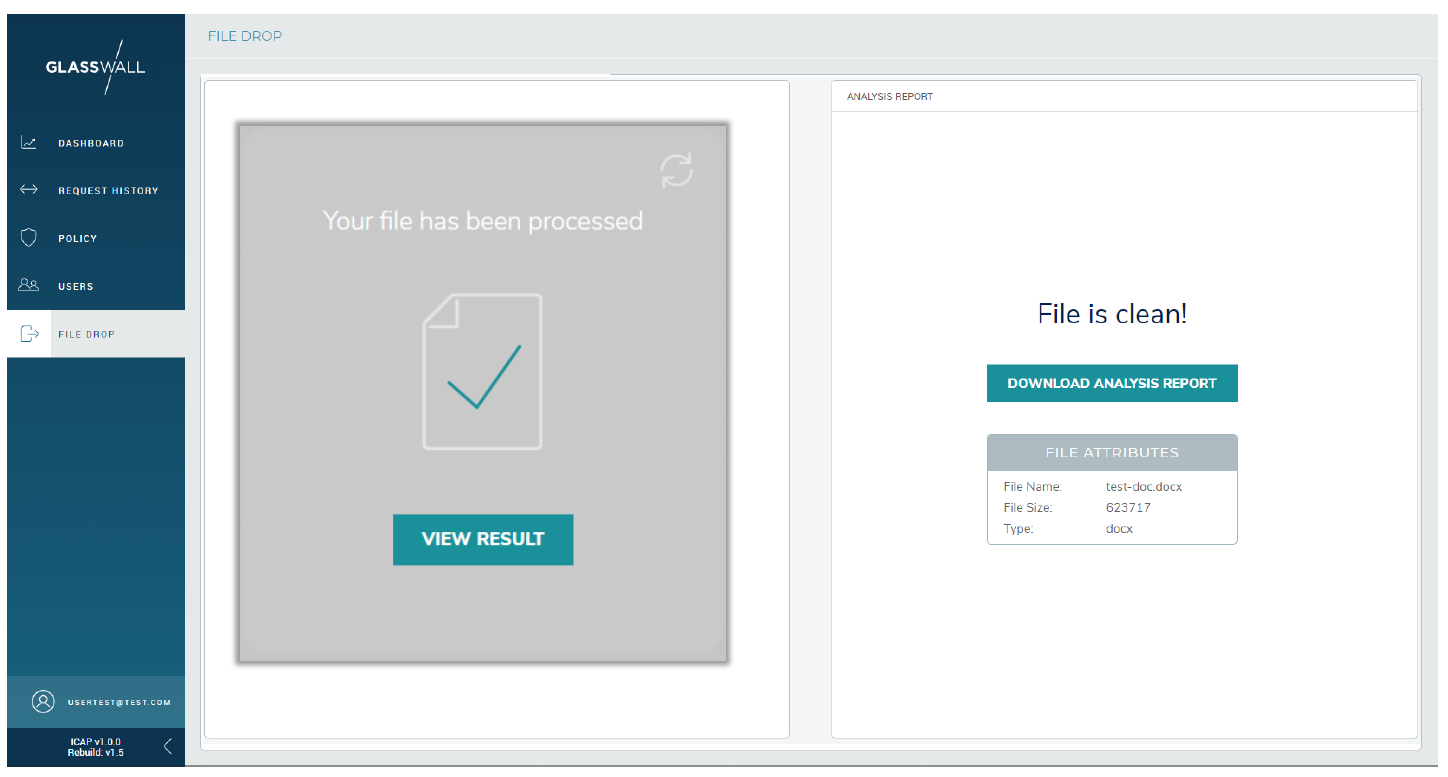 GLASSWALL
DASHBOARD
REQUEST HISTORY
POLICY
USERS
FILE DROP
USERTEST@TEST.COM
ICAP v1.0.0
Rebuild: v1.5
FILE DROP
Your file has been processed
VIEW RESULT
ANALYSIS REPORT
File is clean!
DOWNLOAD ANALYSIS REPORT
FILE ATTRIBUTES
File Name: test-doc.docx
File Size: 623717
Type: docx